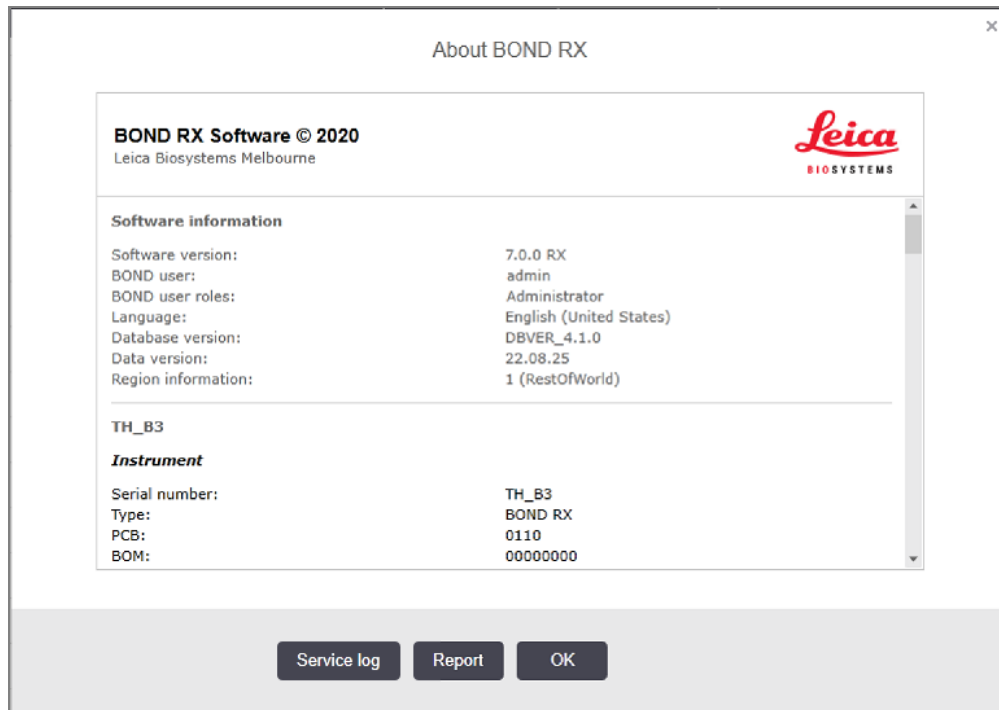 About BOND RX
BOND RX Software © 2020
Leica Biosystems Melbourne
Leica
BIOSYSTEMS
Software information
Software version: 7.0.0 RX
BOND user: admin
BOND user roles: Administrator
Language: English (United States)
Database version: DBVER_4.1.0
Data version: 22.08.25
Region information: 1 (RestOfWorld)
TH_B3
Instrument
Serial number: TH_B3
Type: BOND RX
PCB: 0110
BOM: 00000000
Service log Report OK